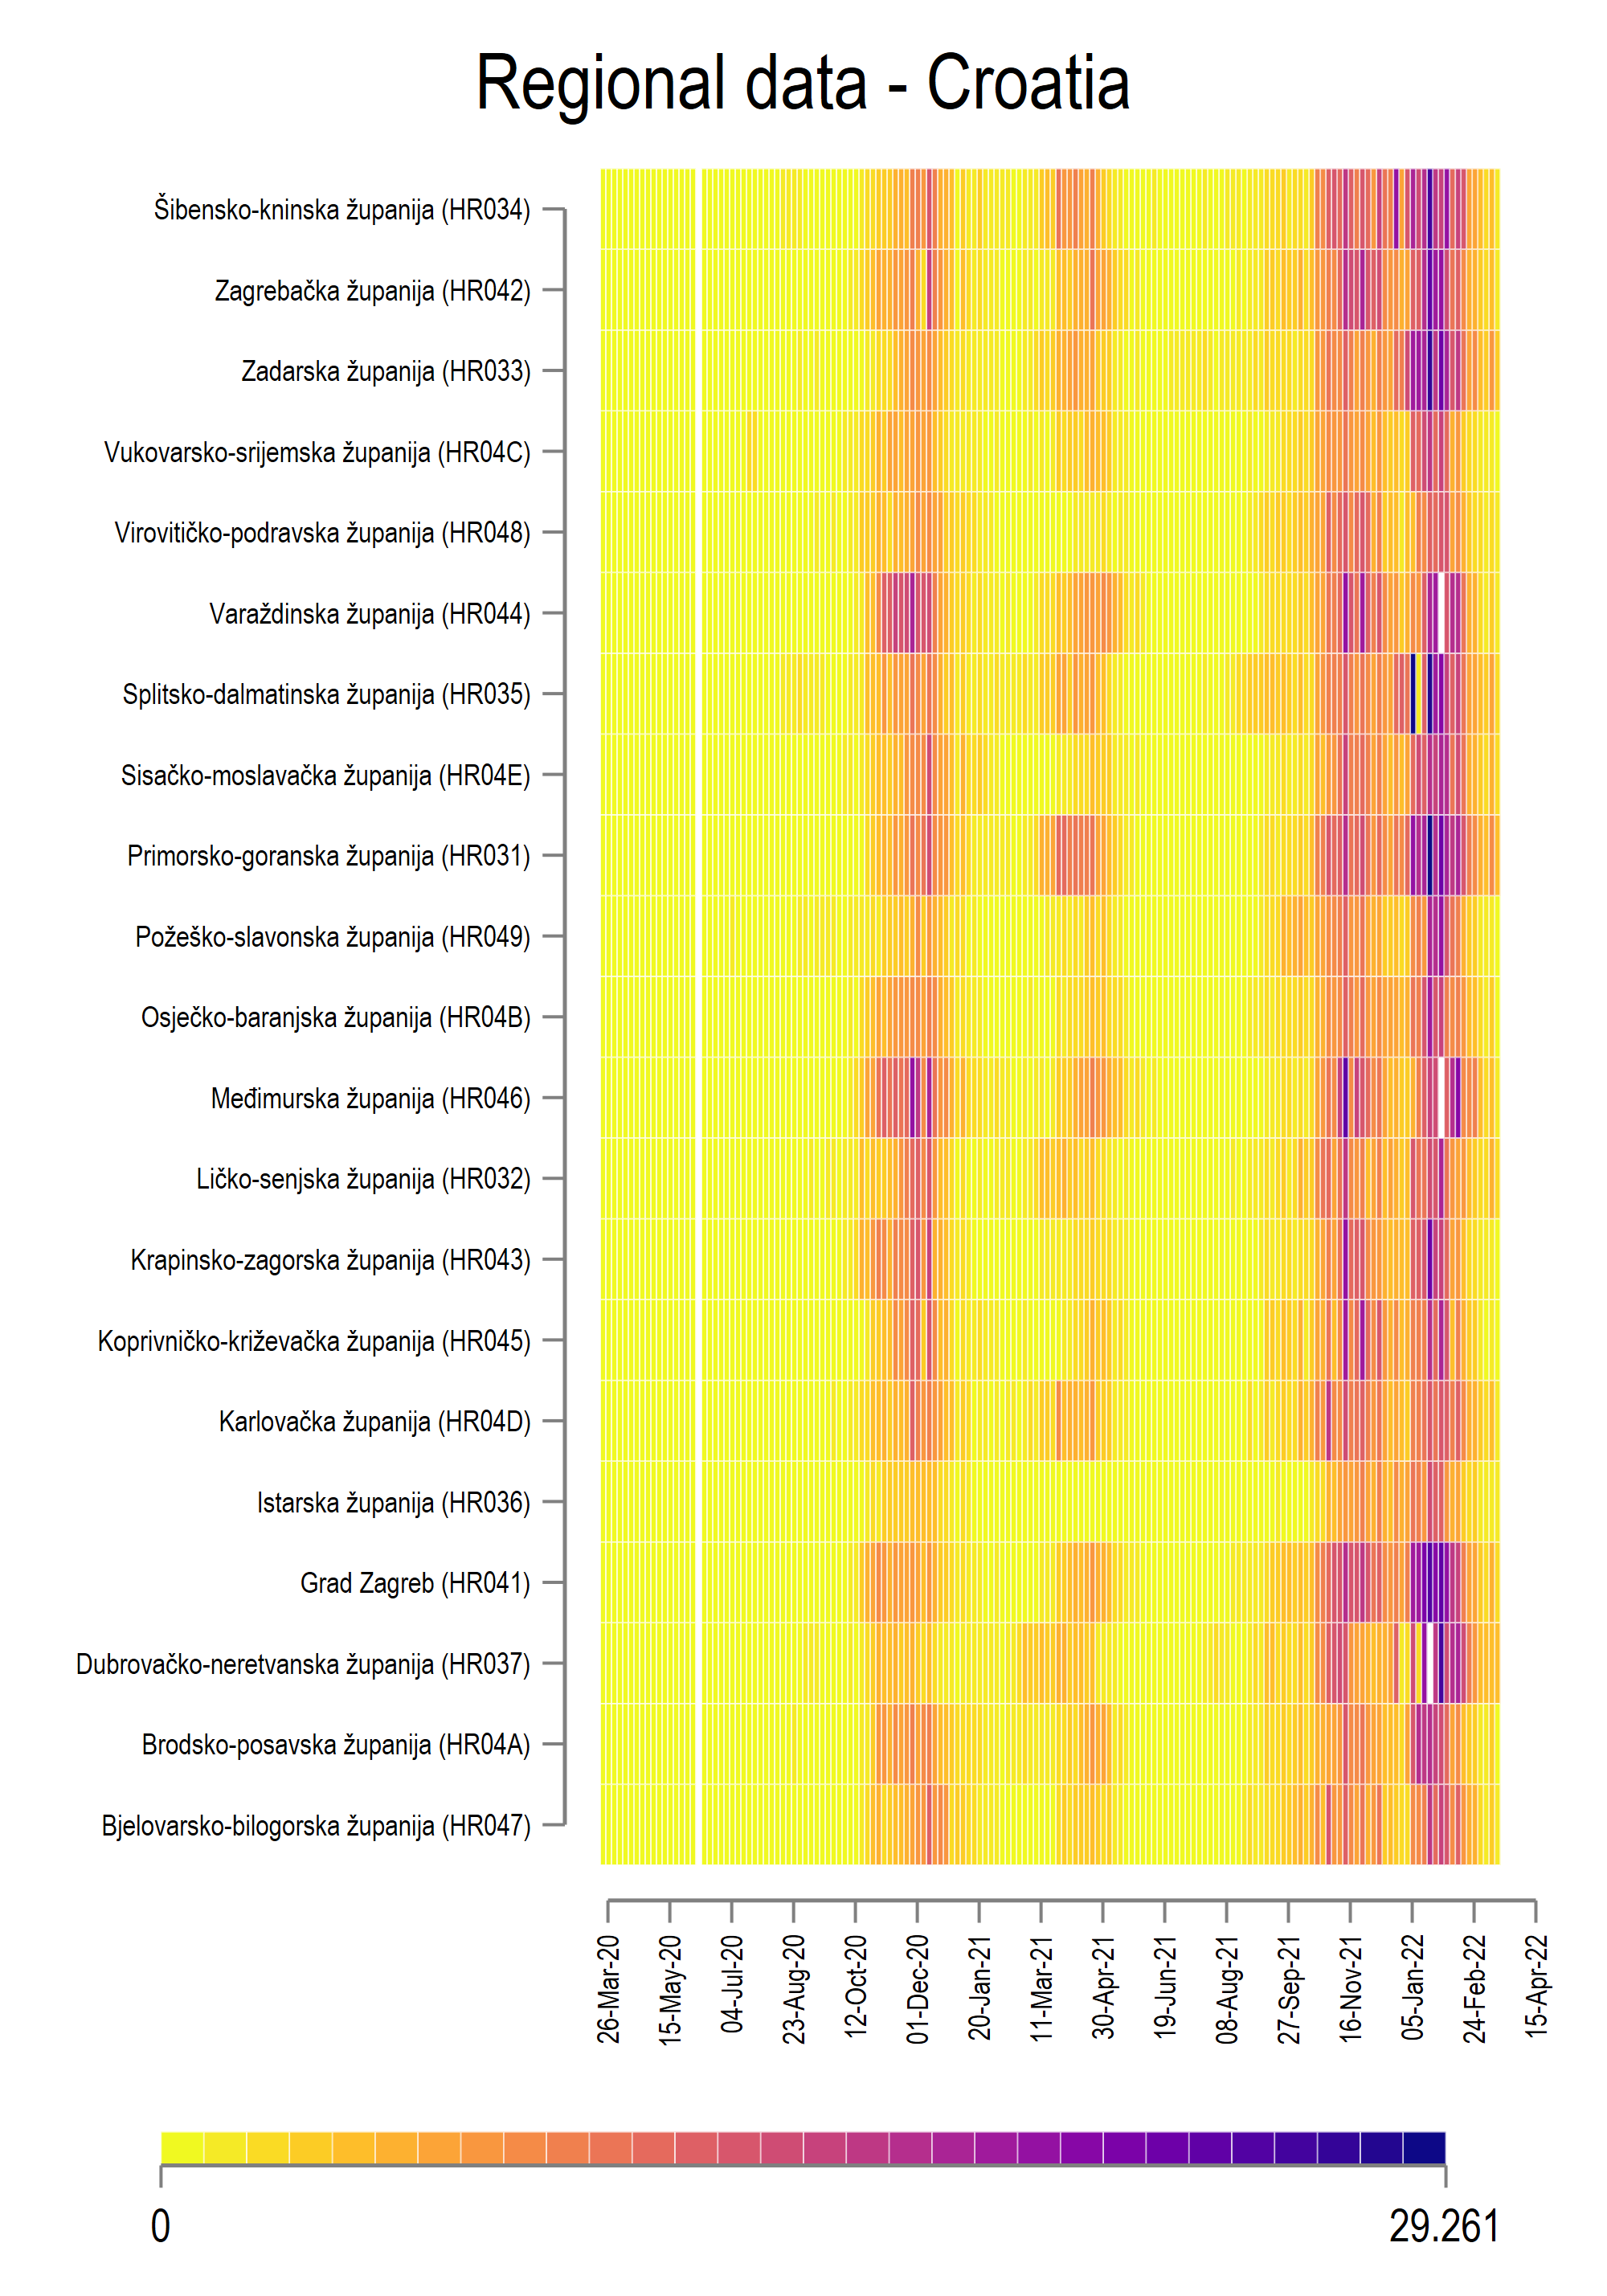 Regional data - Croatia
Šibensko-kninska županija (HR034)
Zagrebačka županija (HR042)
Zadarska županija (HR033)
Vukovarsko-srijemska županija (HR04C)
Virovitičko-podravska županija (HR048)
Varaždinska županija (HR044)
Splitsko-dalmatinska županija (HR035)
Sisačko-moslavačka županija (HR04E)
Primorsko-goranska županija (HR031)
Požeško-slavonska županija (HR049)
Osječko-baranjska županija (HR04B)
Međimurska županija (HR046)
Ličko-senjska županija (HR032)
Krapinsko-zagorska županija (HR043)
Koprivničko-križevačka županija (HR045)
Karlovačka županija (HR04D)
Istarska županija (HR036)
Grad Zagreb (HR041)
Dubrovačko-neretvanska županija (HR037)
Brodsko-posavska županija (HR04A)
Bjelovarsko-bilogorska županija (HR047)
26-Mar-20
15-May-20
04-Jul-20
23-Aug-20
12-Oct-20
01-Dec-20
20-Jan-21
11-Mar-21
30-Apr-21
19-Jun-21
08-Aug-21
27-Sep-21
16-Nov-21
05-Jan-22
24-Feb-22
15-Apr-22
0
29.261